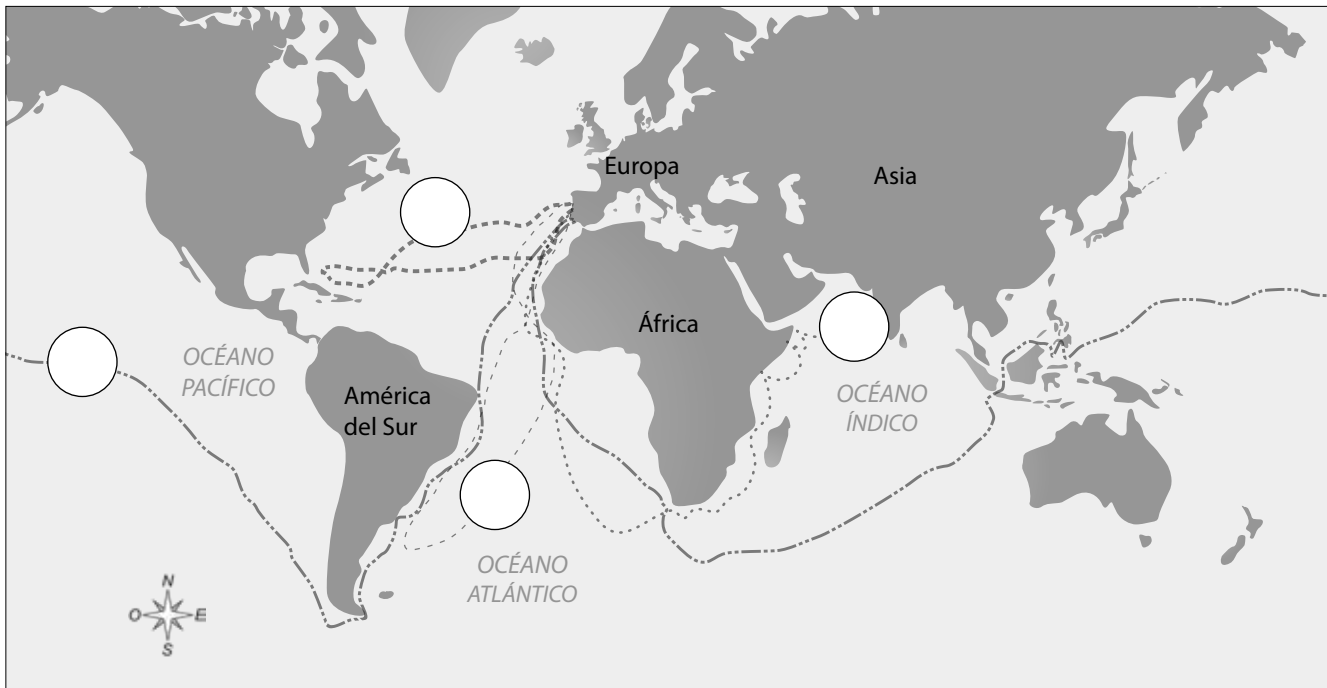 Europa
Asia
África
OCÉANO
PACÍFICO
OCÉANO
ÍNDICO
América
del Sur
OCÉANO
ATLÁNTICO
N
O
E
S